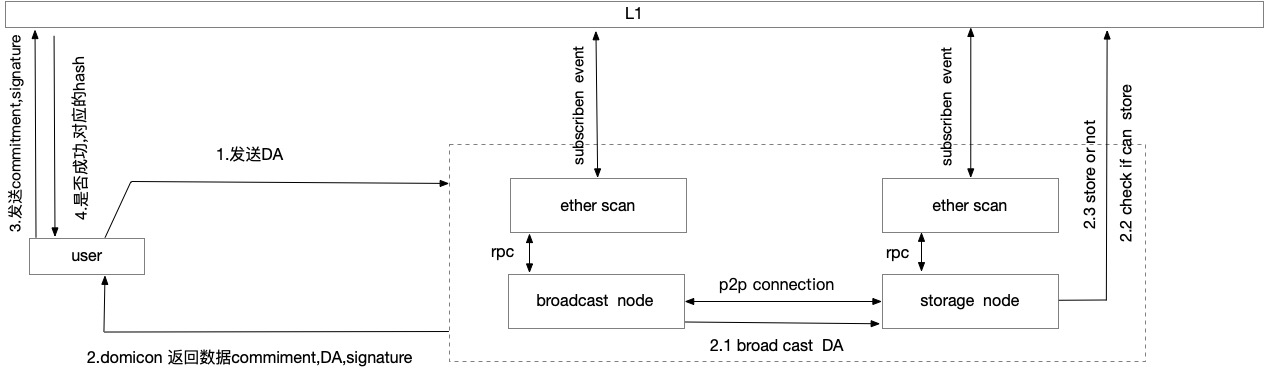 L1
3.发送commitment,signature
4.是否成功,对应的hash
subscriben event
subscriben event
2.3 store or not
2.2 check if can store
1.发送DA
ether scan
ether scan
user
rpc
rpc
broadcast node
p2p connection
storage node
2.1 broad cast DA
2.domicon 返回数据commiment,DA,signature